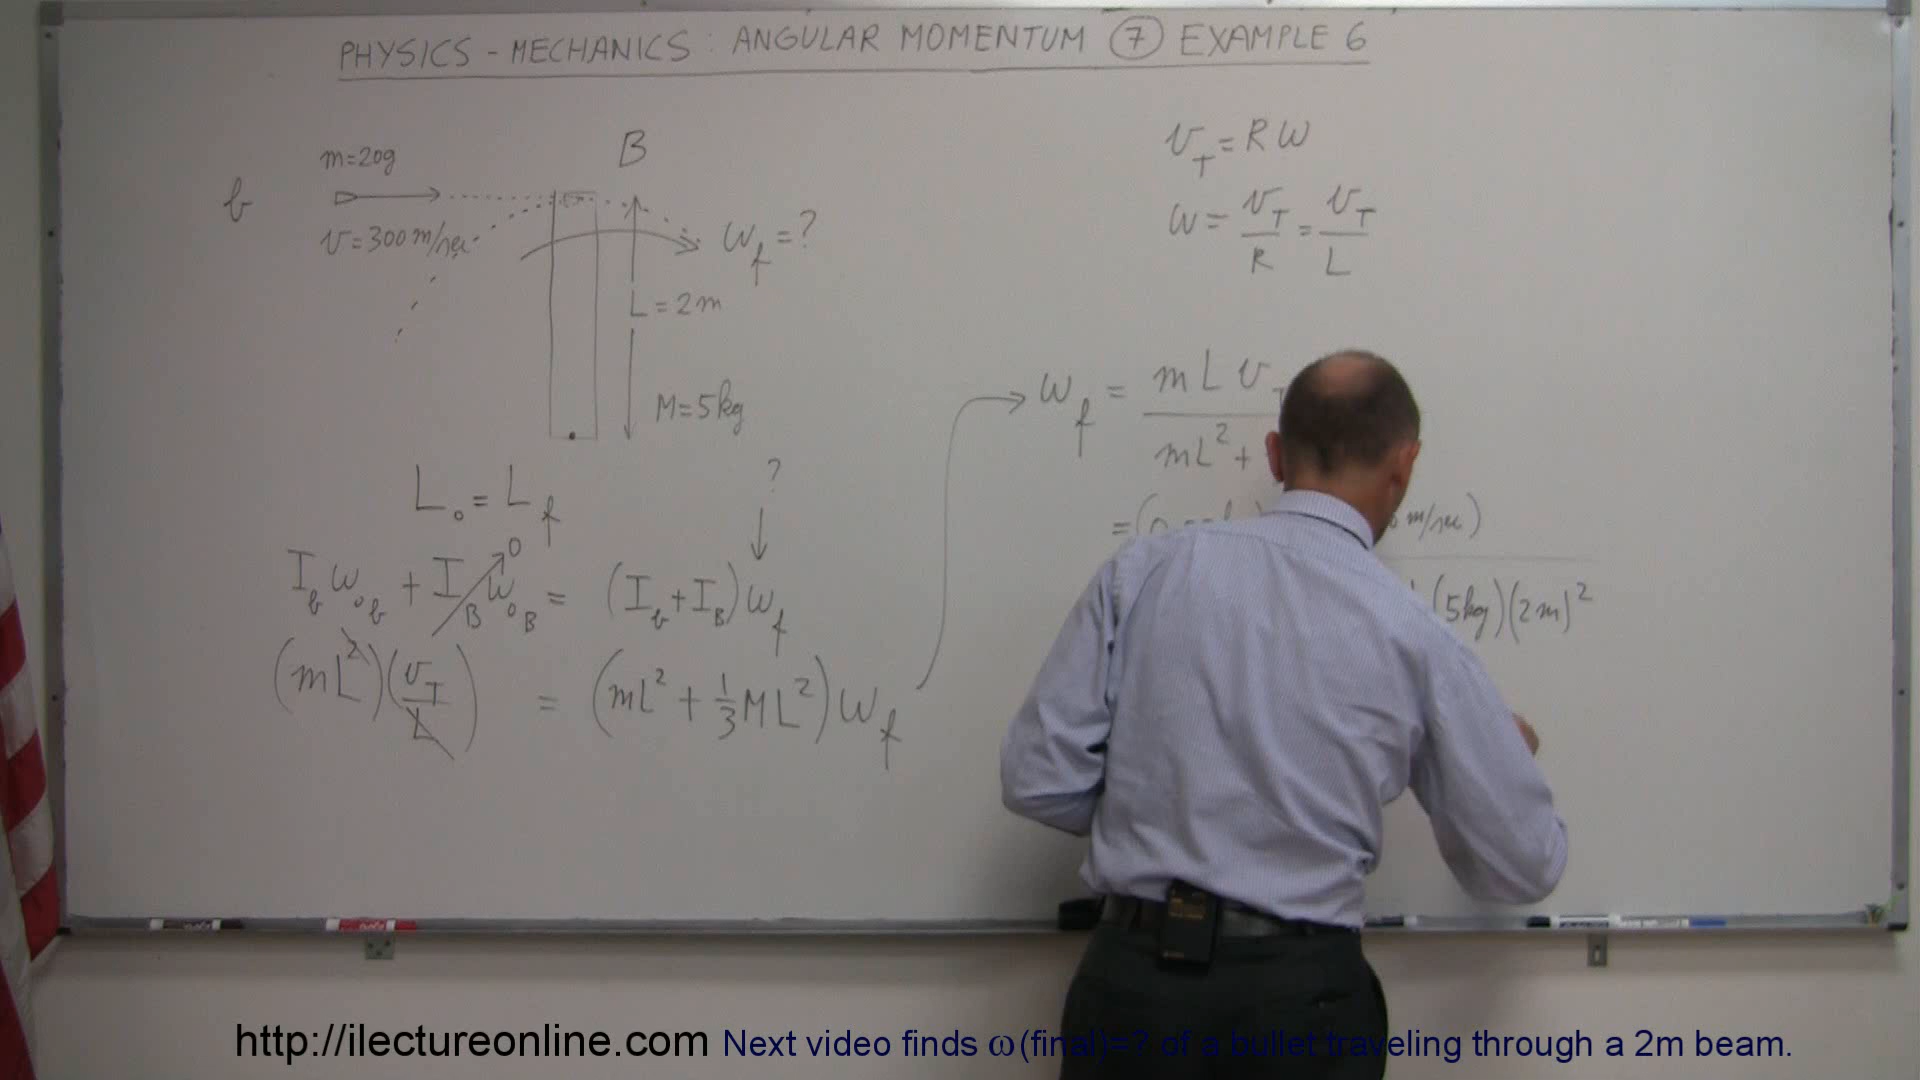 PHYSICS - MECHANICS: ANGULAR MOMENTUM ⑦ EXAMPLE 6
m=20g
b
v=300 m/sec
B
ω_f = ?
L = 2m
M=5kg
L_o = L_f
?
I_b ω_ob + I_B ω_oB = (I_b + I_B) ω_f
0
(mL²)(v_T/L) = (mL² + 1/3 ML²) ω_f
v_T = R ω
ω = v_T/R = v_T/L
ω_f = m L v
mL² +
= (
m/sec)
(5kg)(2m)²
http://ilectureonline.com Next video finds ω(final)=? of a bullet traveling through a 2m beam.